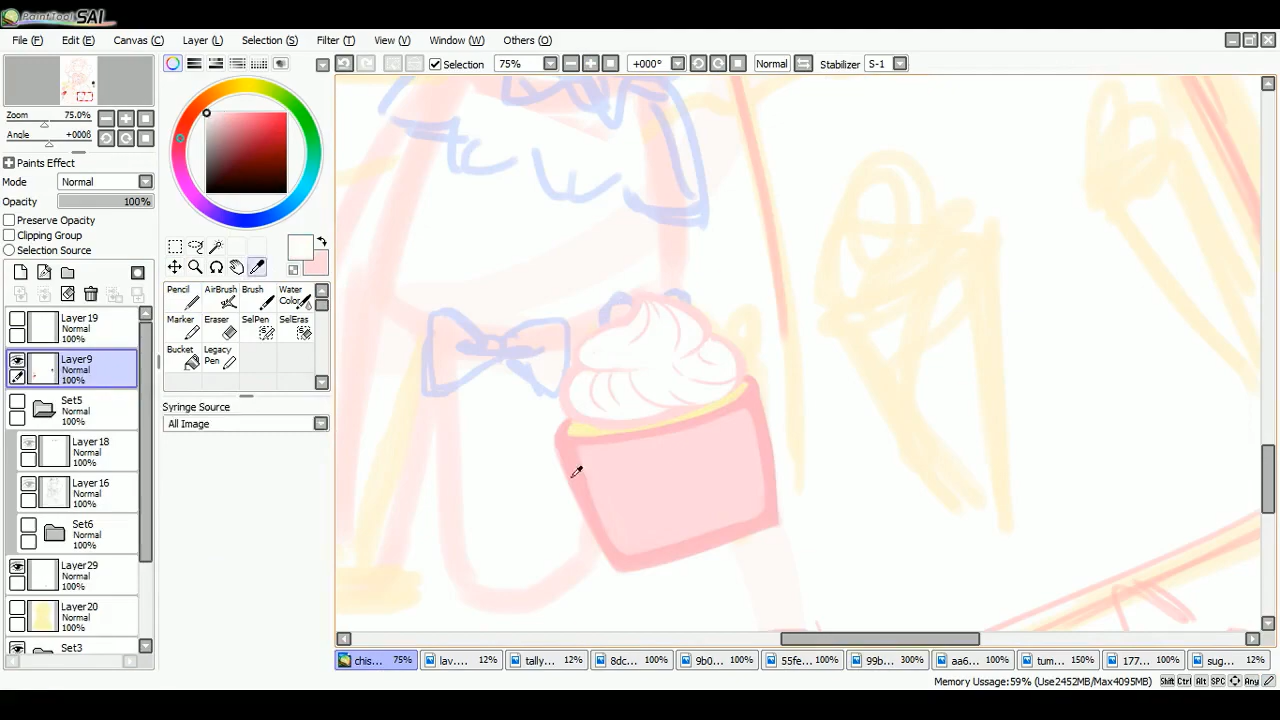 PaintTool SAI
File (F) Edit (E) Canvas (C) Layer (L) Selection (S) Filter (T) View (V) Window (W) Others (O)
Selection 75% +000° Normal Stabilizer S-1
Zoom 75.0%
Angle +000ß
Paints Effect
Mode Normal
Opacity 100%
Preserve Opacity
Clipping Group
Selection Source
Layer19
Normal
100%
Layer9
Normal
100%
Set5
Normal
100%
Layer18
Normal
100%
Layer16
Normal
100%
Set6
Normal
100%
Layer29
Normal
100%
Layer20
Normal
100%
Set3
Normal
Pencil AirBrush Brush Water
Color
Marker Eraser SelPen SelEras
Bucket Legacy
Pen
Syringe Source
All Image
chis... 75% lav.... 12% tally... 12% 8dc... 100% 9b0... 100% 55fe... 100% 99b... 300% aa6... 100% tum... 150% 177... 100% sug... 12%
Memory Ussage:59% (Use2452MB/Max4095MB) Shift Ctrl Alt SPC Any